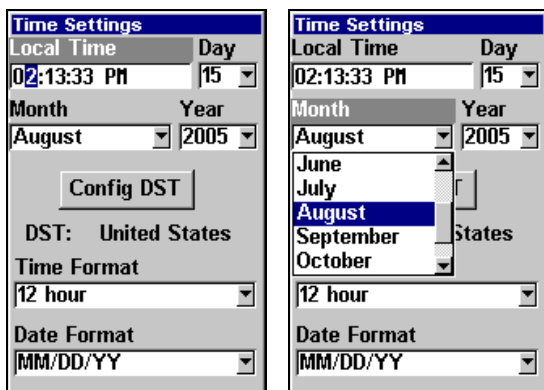 Time Settings
Local Time Day
02:13:33 PM 15
Month Year
August 2005
Config DST
DST: United States
Time Format
12 hour
Date Format
MM/DD/YY
Time Settings
Local Time Day
02:13:33 PM 15
Month Year
August 2005
June
July T
August
September States
October
12 hour
Date Format
MM/DD/YY